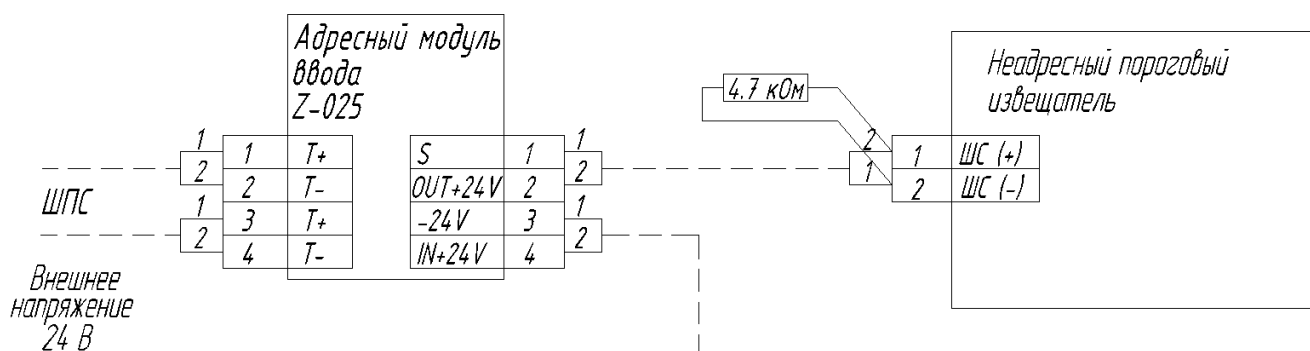 Адресный модуль
ввода
Z-025
1
2
1 T+
2 T-
1
2
3 T+
4 T-
ШПС
Внешнее
напряжение
24 В
S 1
OUT+24V 2
-24V 3
IN+24V 4
1
2
1
2
4.7 кОм
2
1
Неадресный пороговый
извещатель
1 ШС (+)
2 ШС (-)